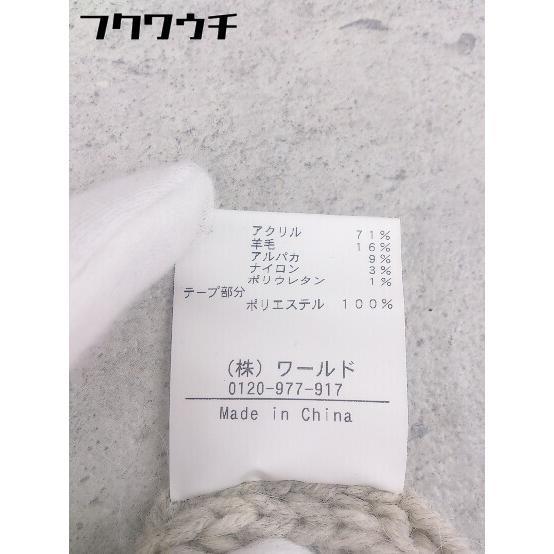 フクワウチ
アクリル 71%
羊毛 16%
アルパカ 9%
ナイロン 3%
ポリウレタン 1%
テープ部分
ポリエステル 100%
(株) ワールド
0120-977-917
Made in China